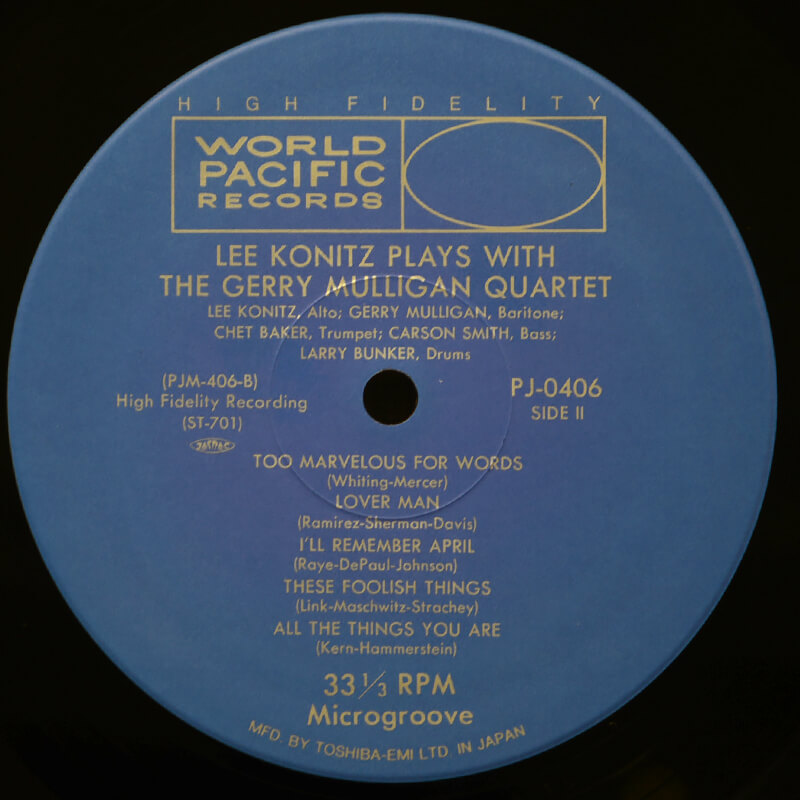 HIGH FIDELITY
WORLD
PACIFIC
RECORDS
LEE KONITZ PLAYS WITH
THE GERRY MULLIGAN QUARTET
LEE KONITZ, Alto; GERRY MULLIGAN, Baritone;
CHET BAKER, Trumpet; CARSON SMITH, Bass;
LARRY BUNKER, Drums
(PJM-406-B)
High Fidelity Recording
(ST-701)
JASRAC
PJ-0406
SIDE II
TOO MARVELOUS FOR WORDS
(Whiting-Mercer)
LOVER MAN
(Ramirez-Sherman-Davis)
I'LL REMEMBER APRIL
(Raye-DePaul-Johnson)
THESE FOOLISH THINGS
(Link-Maschwitz-Strachey)
ALL THE THINGS YOU ARE
(Kern-Hammerstein)
33 1/3 RPM
Microgroove
MFD. BY TOSHIBA-EMI LTD. IN JAPAN